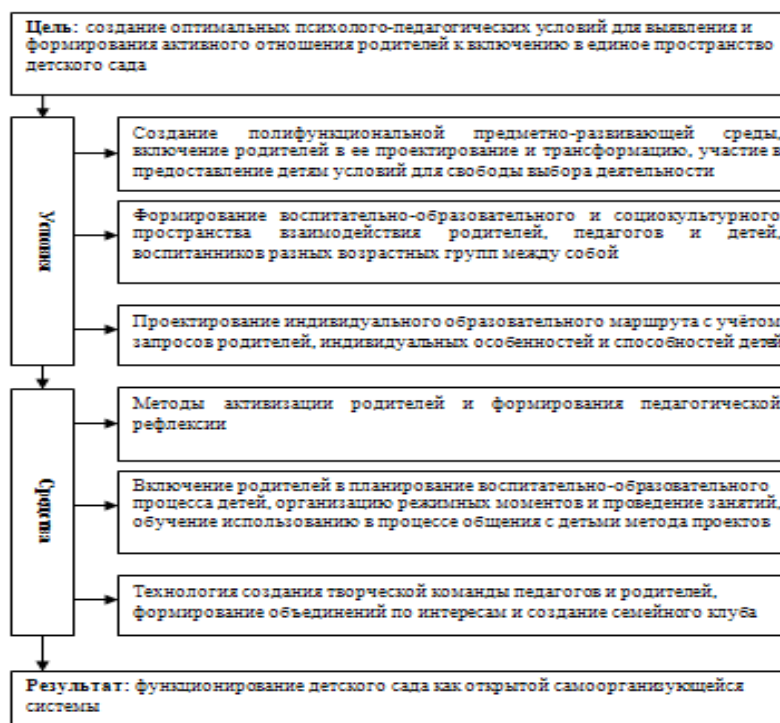 Цель: создание оптимальных психолого-педагогических условий для выявления и
формирования активного отношения родителей к включению в единое пространство
детского сада
Условия
Создание полифункциональной предметно-развивающей среды,
включение родителей в ее проектирование и трансформацию, участие в
предоставление детям условий для свободы выбора деятельности
Формирование воспитательно-образовательного и социокультурного
пространства взаимодействия родителей, педагогов и детей,
воспитанников разных возрастных групп между собой
Проектирование индивидуального образовательного маршрута с учётом
запросов родителей, индивидуальных особенностей и способностей детей
Средства
Методы активизации родителей и формирования педагогической
рефлексии
Включение родителей в планирование воспитательно-образовательного
процесса детей, организацию режимных моментов и проведение занятий,
обучение использованию в процессе общения с детьми метода проектов
Технология создания творческой команды педагогов и родителей,
формирование объединений по интересам и создание семейного клуба
Результат: функционирование детского сада как открытой самоорганизующейся
системы